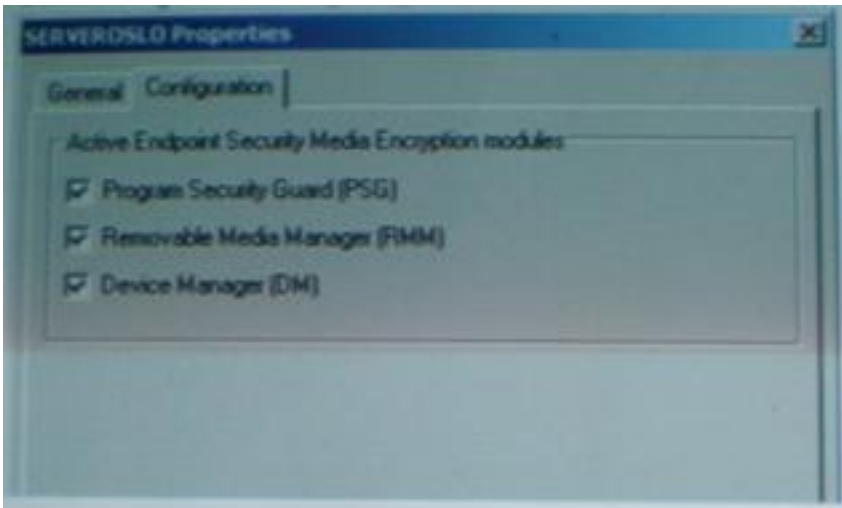 SERVEROSLO Properties
General Configuration
Active Endpoint Security Media Encryption modules
Program Security Guard (PSG)
Removable Media Manager (RMM)
Device Manager (DM)